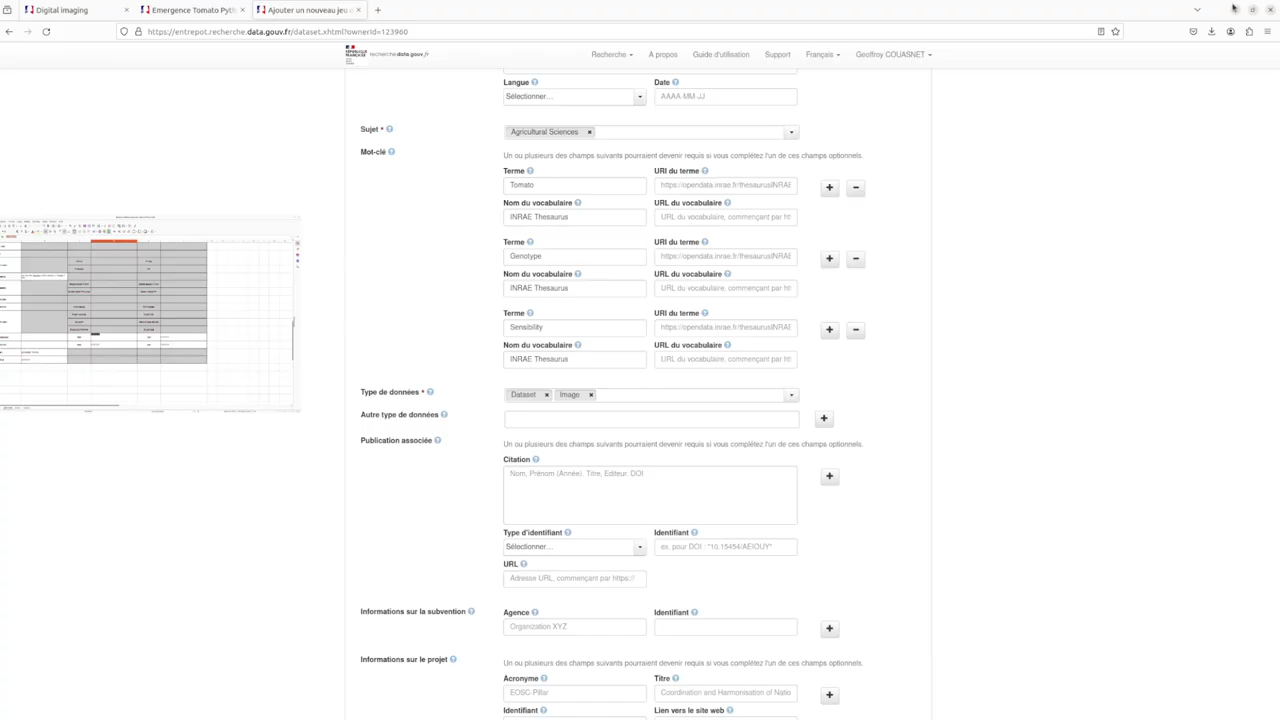 Digital imaging
Emergence Tomato Pyth
Ajouter un nouveau jeu d
https://entrepot.recherche.data.gouv.fr/dataset.xhtml?ownerId=123960
RÉPUBLIQUE
FRANÇAISE
recherche.data.gouv.fr
Recherche
A propos
Guide d'utilisation
Support
Français
Geoffroy COUASNET
Langue
Date
Sélectionner...
AAAA-MM-JJ
Sujet *
Agricultural Sciences
Mot-clé
Un ou plusieurs des champs suivants pourraient devenir requis si vous complétez l'un de ces champs optionnels.
Terme
URI du terme
Tomato
https://opendata.inrae.fr/thesaurusINRAE
Nom du vocabulaire
URL du vocabulaire
INRAE Thesaurus
URL du vocabulaire, commençant par ht
Terme
URI du terme
Genotype
https://opendata.inrae.fr/thesaurusINRAE
Nom du vocabulaire
URL du vocabulaire
INRAE Thesaurus
URL du vocabulaire, commençant par ht
Terme
URI du terme
Sensibility
https://opendata.inrae.fr/thesaurusINRAE
Nom du vocabulaire
URL du vocabulaire
INRAE Thesaurus
URL du vocabulaire, commençant par ht
Type de données *
Dataset
Image
Autre type de données
Publication associée
Un ou plusieurs des champs suivants pourraient devenir requis si vous complétez l'un de ces champs optionnels.
Citation
Nom, Prénom (Année). Titre, Editeur. DOI
Type d'identifiant
Identifiant
Sélectionner...
ex. pour DOI : "10.15454/AEIOUY"
URL
Adresse URL, commençant par https://
Informations sur la subvention
Agence
Identifiant
Organization XYZ
Informations sur le projet
Un ou plusieurs des champs suivants pourraient devenir requis si vous complétez l'un de ces champs optionnels.
Acronyme
Titre
EOSC-Pillar
Coordination and Harmonisation of Natio
Identifiant
Lien vers le site web